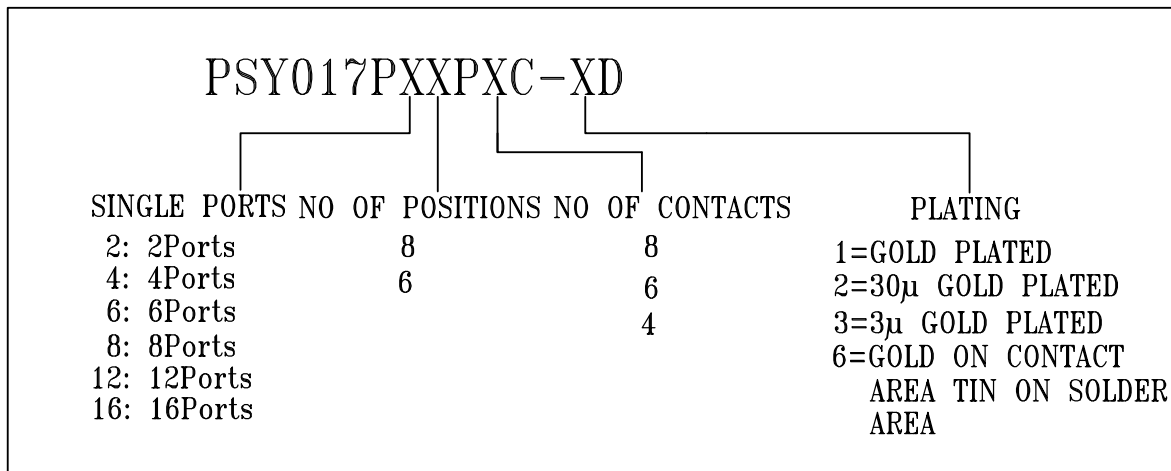 PSY017PXXPXC-XD
SINGLE PORTS
2: 2Ports
4: 4Ports
6: 6Ports
8: 8Ports
12: 12Ports
16: 16Ports
NO OF POSITIONS
8
6
NO OF CONTACTS
8
6
4
PLATING
1=GOLD PLATED
2=30µ GOLD PLATED
3=3µ GOLD PLATED
6=GOLD ON CONTACT
AREA TIN ON SOLDER
AREA